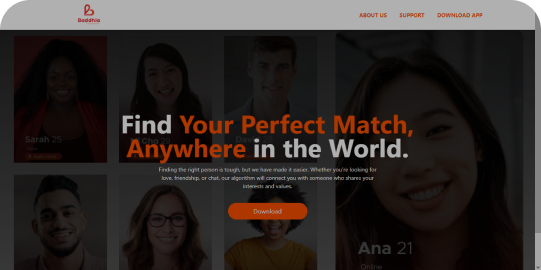 Baddhia
ABOUT US
SUPPORT
DOWNLOAD APP
Sarah 25
Find Your Perfect Match,
Anywhere in the World.
Finding the right person is tough, but we have made it easier. Whether you're looking for
love, friendship, or chat, our algorithm will connect you with someone who shares your
interests and values.
Download
Ana 21
Online